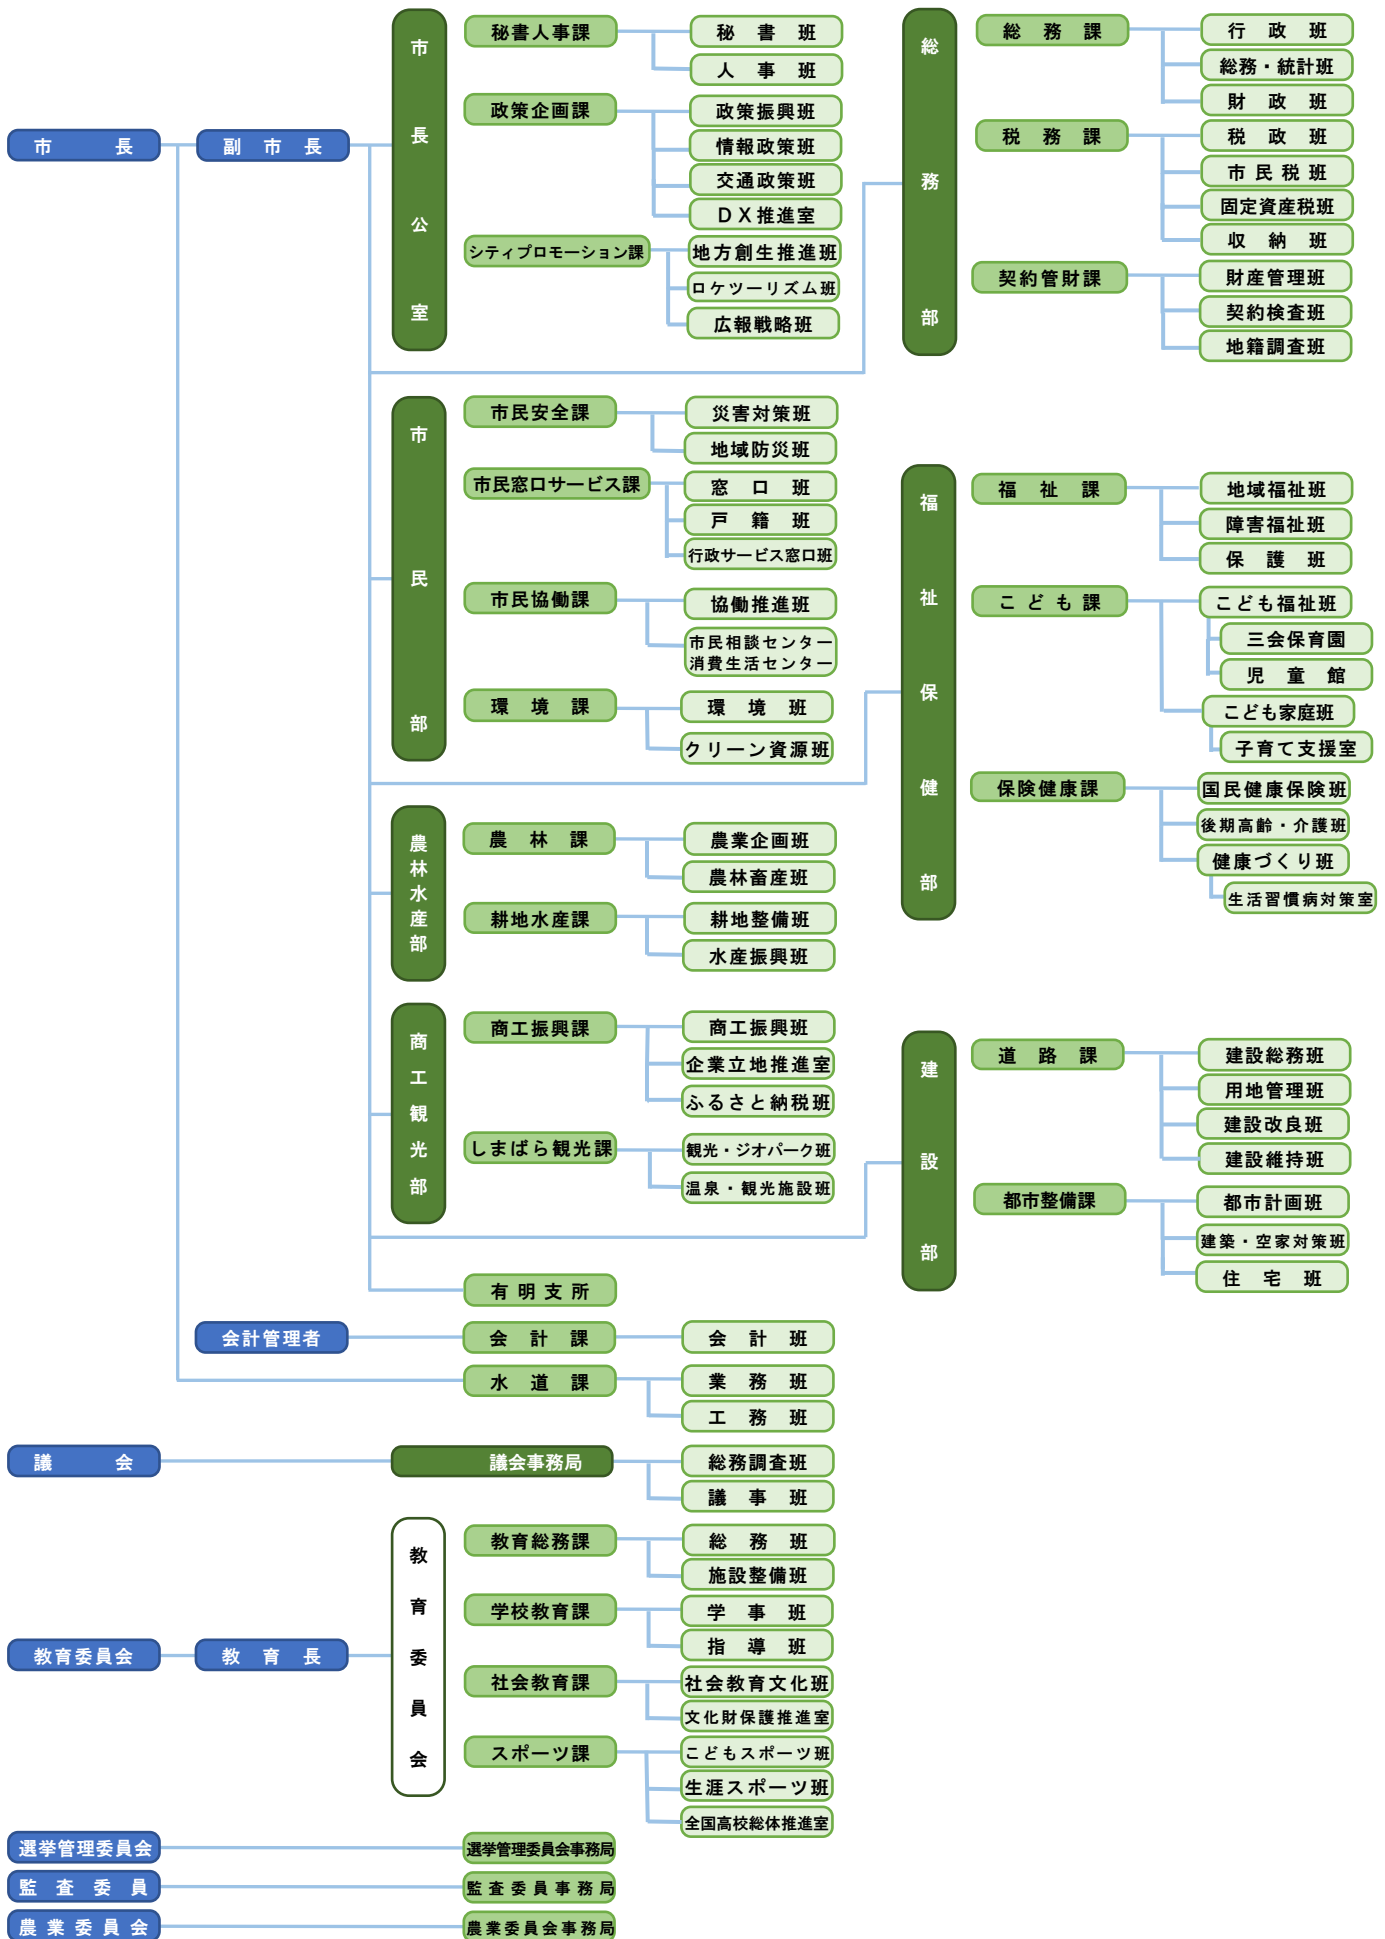 市長
副市長
市長公室
秘書人事課
秘書班
人事班
政策企画課
政策振興班
情報政策班
交通政策班
DX推進室
シティプロモーション課
地方創生推進班
ロケツーリズム班
広報戦略班
総務部
総務課
行政班
総務・統計班
財政班
税務課
税政班
市民税班
固定資産税班
収納班
契約管財課
財産管理班
契約検査班
地籍調査班
市民部
市民安全課
災害対策班
地域防災班
市民窓口サービス課
窓口班
戸籍班
行政サービス窓口班
市民協働課
協働推進班
市民相談センター
消費生活センター
環境課
環境班
クリーン資源班
福祉保健部
福祉課
地域福祉班
障害福祉班
保護班
こども課
こども福祉班
三会保育園
児童館
こども家庭班
子育て支援室
保険健康課
国民健康保険班
後期高齢・介護班
健康づくり班
生活習慣病対策室
農林水産部
農林課
農業企画班
農林畜産班
耕地水産課
耕地整備班
水産振興班
商工観光部
商工振興課
商工振興班
企業立地推進室
ふるさと納税班
しまばら観光課
観光・ジオパーク班
温泉・観光施設班
建設部
道路課
建設総務班
用地管理班
建設改良班
建設維持班
都市整備課
都市計画班
建築・空家対策班
住宅班
有明支所
会計管理者
会計課
会計班
水道課
業務班
工務班
議会
議会事務局
総務調査班
議事班
教育委員会
教育長
教育委員会
教育総務課
総務班
施設整備班
学校教育課
学事班
指導班
社会教育課
社会教育文化班
文化財保護推進室
スポーツ課
こどもスポーツ班
生涯スポーツ班
全国高校総体推進室
選挙管理委員会
選挙管理委員会事務局
監査委員
監査委員事務局
農業委員会
農業委員会事務局